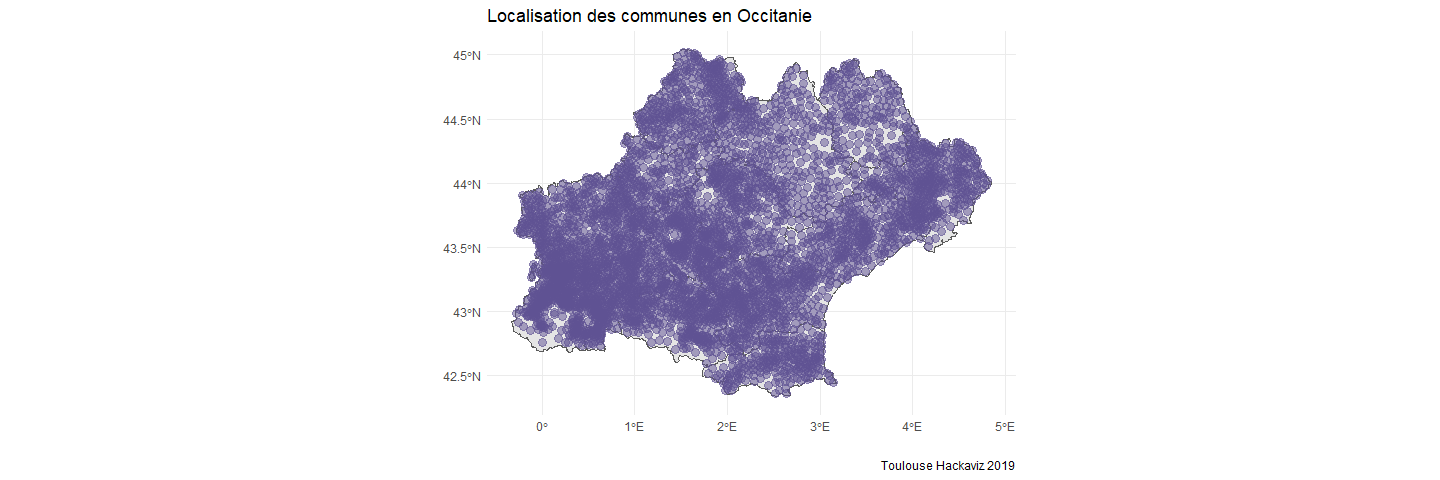 Localisation des communes en Occitanie
45°N
44.5°N
44°N
43.5°N
43°N
42.5°N
0°
1°E
2°E
3°E
4°E
5°E
Toulouse Hackaviz 2019